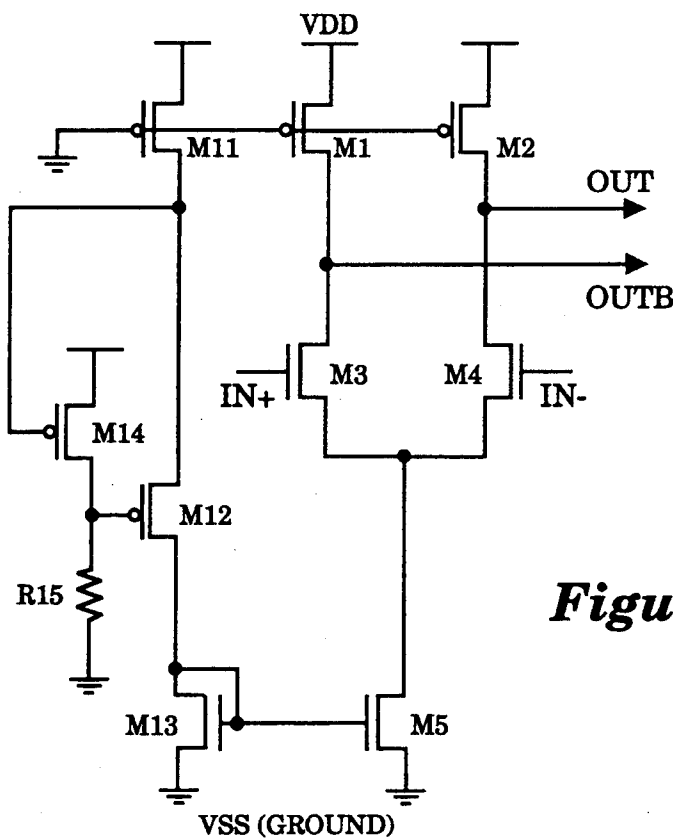 VDD
M11
M1
M2
OUT
OUTB
M3
M4
IN+
IN-
M14
M12
R15
Figu
M13
M5
VSS (GROUND)